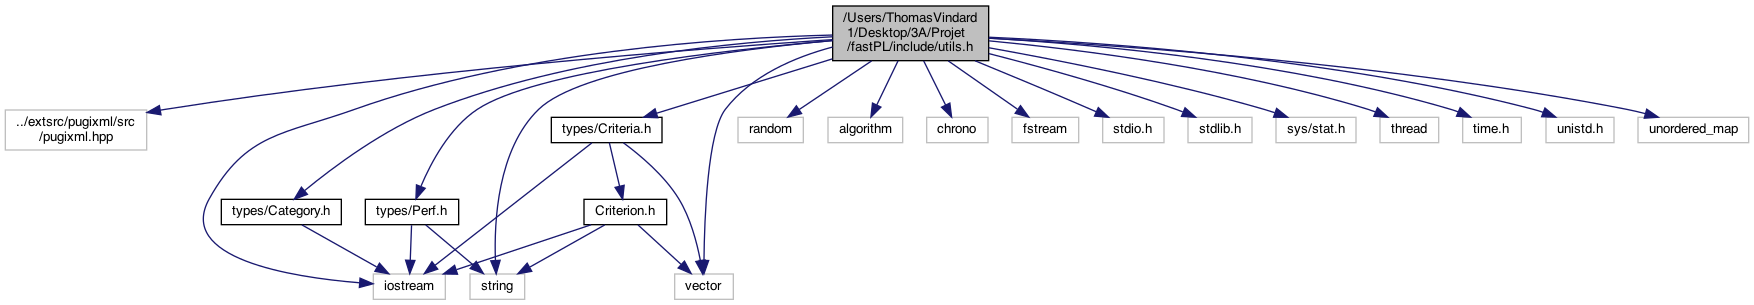 /Users/ThomasVindard
1/Desktop/3A/Projet
/fastPL/include/utils.h
../extsrc/pugixml/src
/pugixml.hpp
types/Criteria.h
random
algorithm
chrono
fstream
stdio.h
stdlib.h
sys/stat.h
thread
time.h
unistd.h
unordered_map
types/Category.h
types/Perf.h
Criterion.h
iostream
string
vector